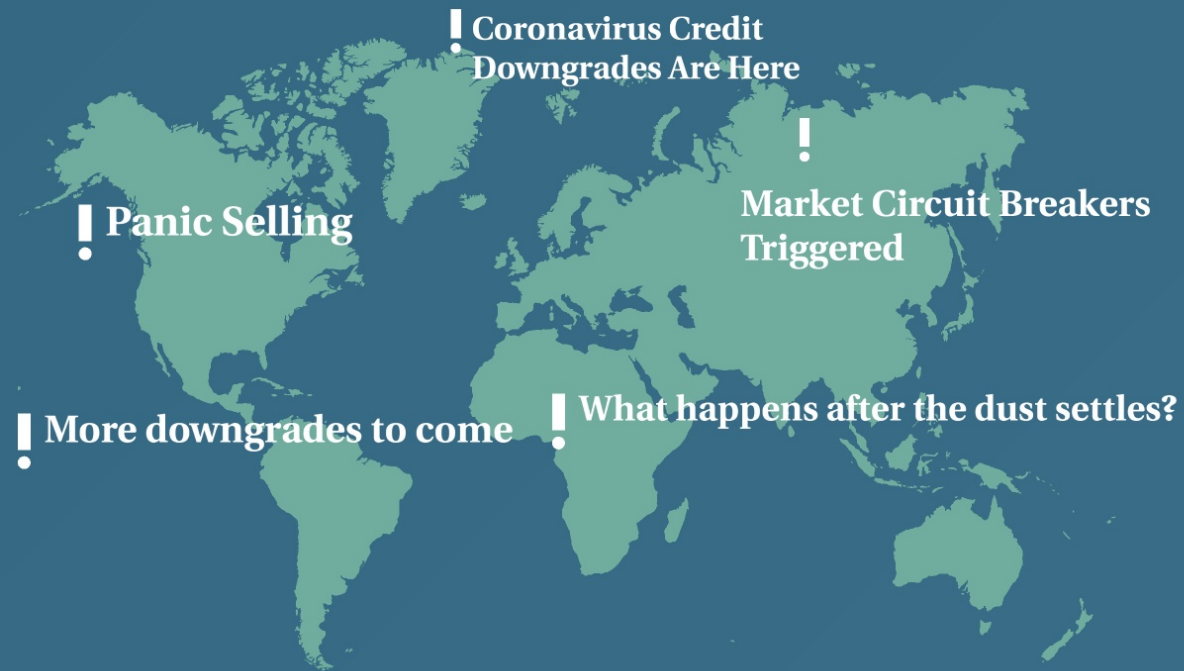 ! Coronavirus Credit
Downgrades Are Here
!
Market Circuit Breakers
Triggered
! Panic Selling
! What happens after the dust settles?
! More downgrades to come